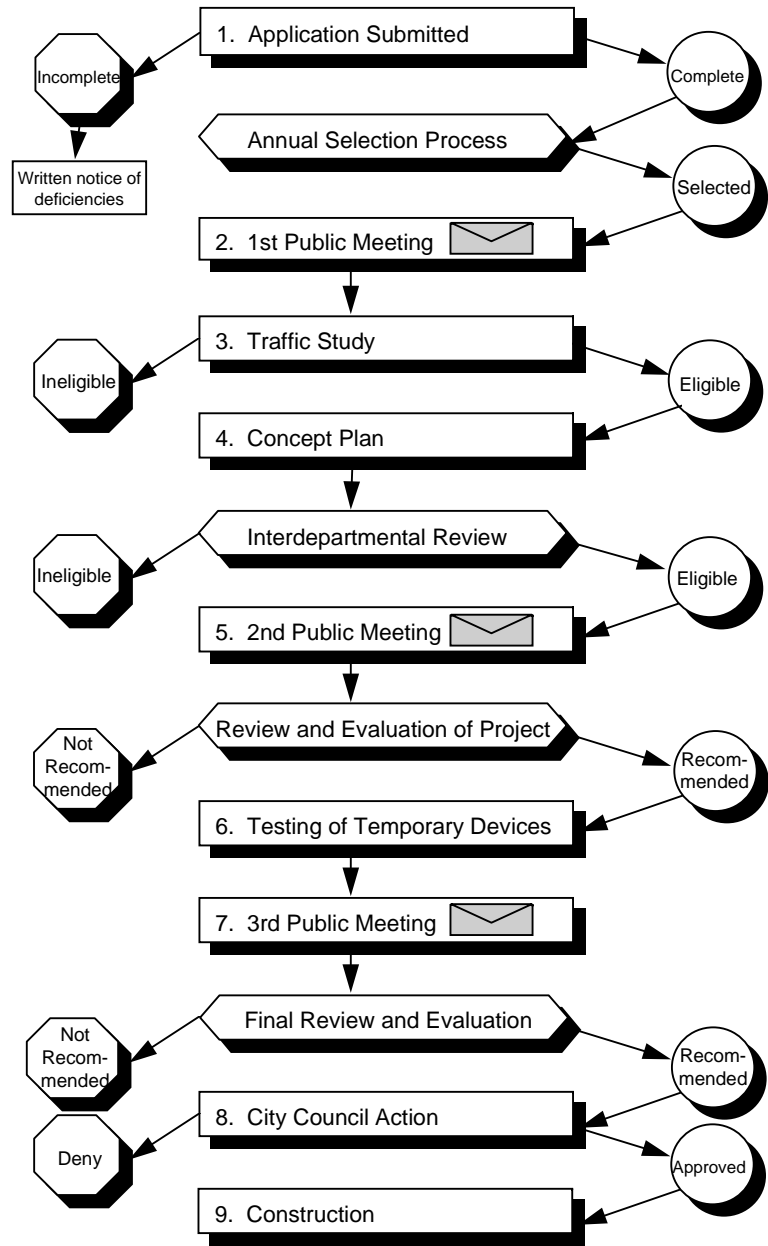 1. Application Submitted
Incomplete
Complete
Annual Selection Process
Written notice of
deficiencies
Selected
2. 1st Public Meeting
3. Traffic Study
Ineligible
Eligible
4. Concept Plan
Interdepartmental Review
Ineligible
Eligible
5. 2nd Public Meeting
Review and Evaluation of Project
Not
Recom-
mended
Recom-
mended
6. Testing of Temporary Devices
7. 3rd Public Meeting
Final Review and Evaluation
Not
Recom-
mended
Recom-
mended
8. City Council Action
Deny
Approved
9. Construction